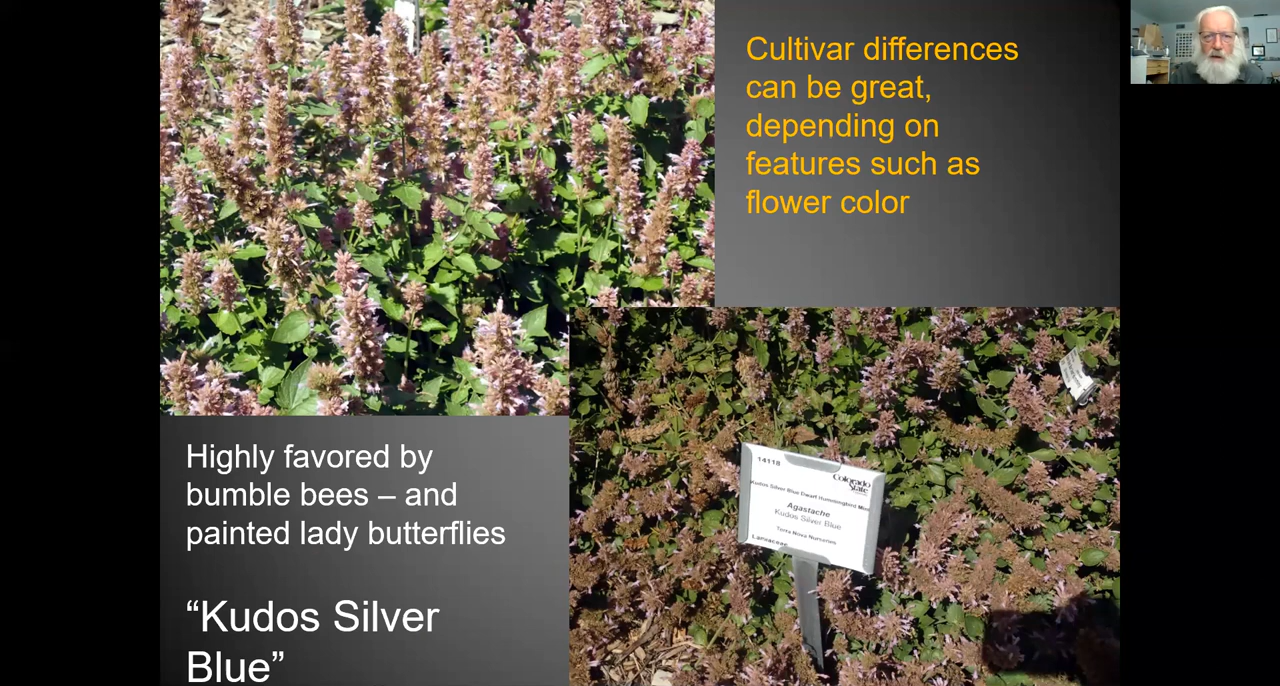 Cultivar differences
can be great,
depending on
features such as
flower color
Highly favored by
bumble bees – and
painted lady butterflies
“Kudos Silver
Blue”
14118
Colorado
State
Kudos Silver Blue Dwarf Hummingbird
Agastache
Kudos Silver Blue
Terra Nova Nurseries
Lamiaceae